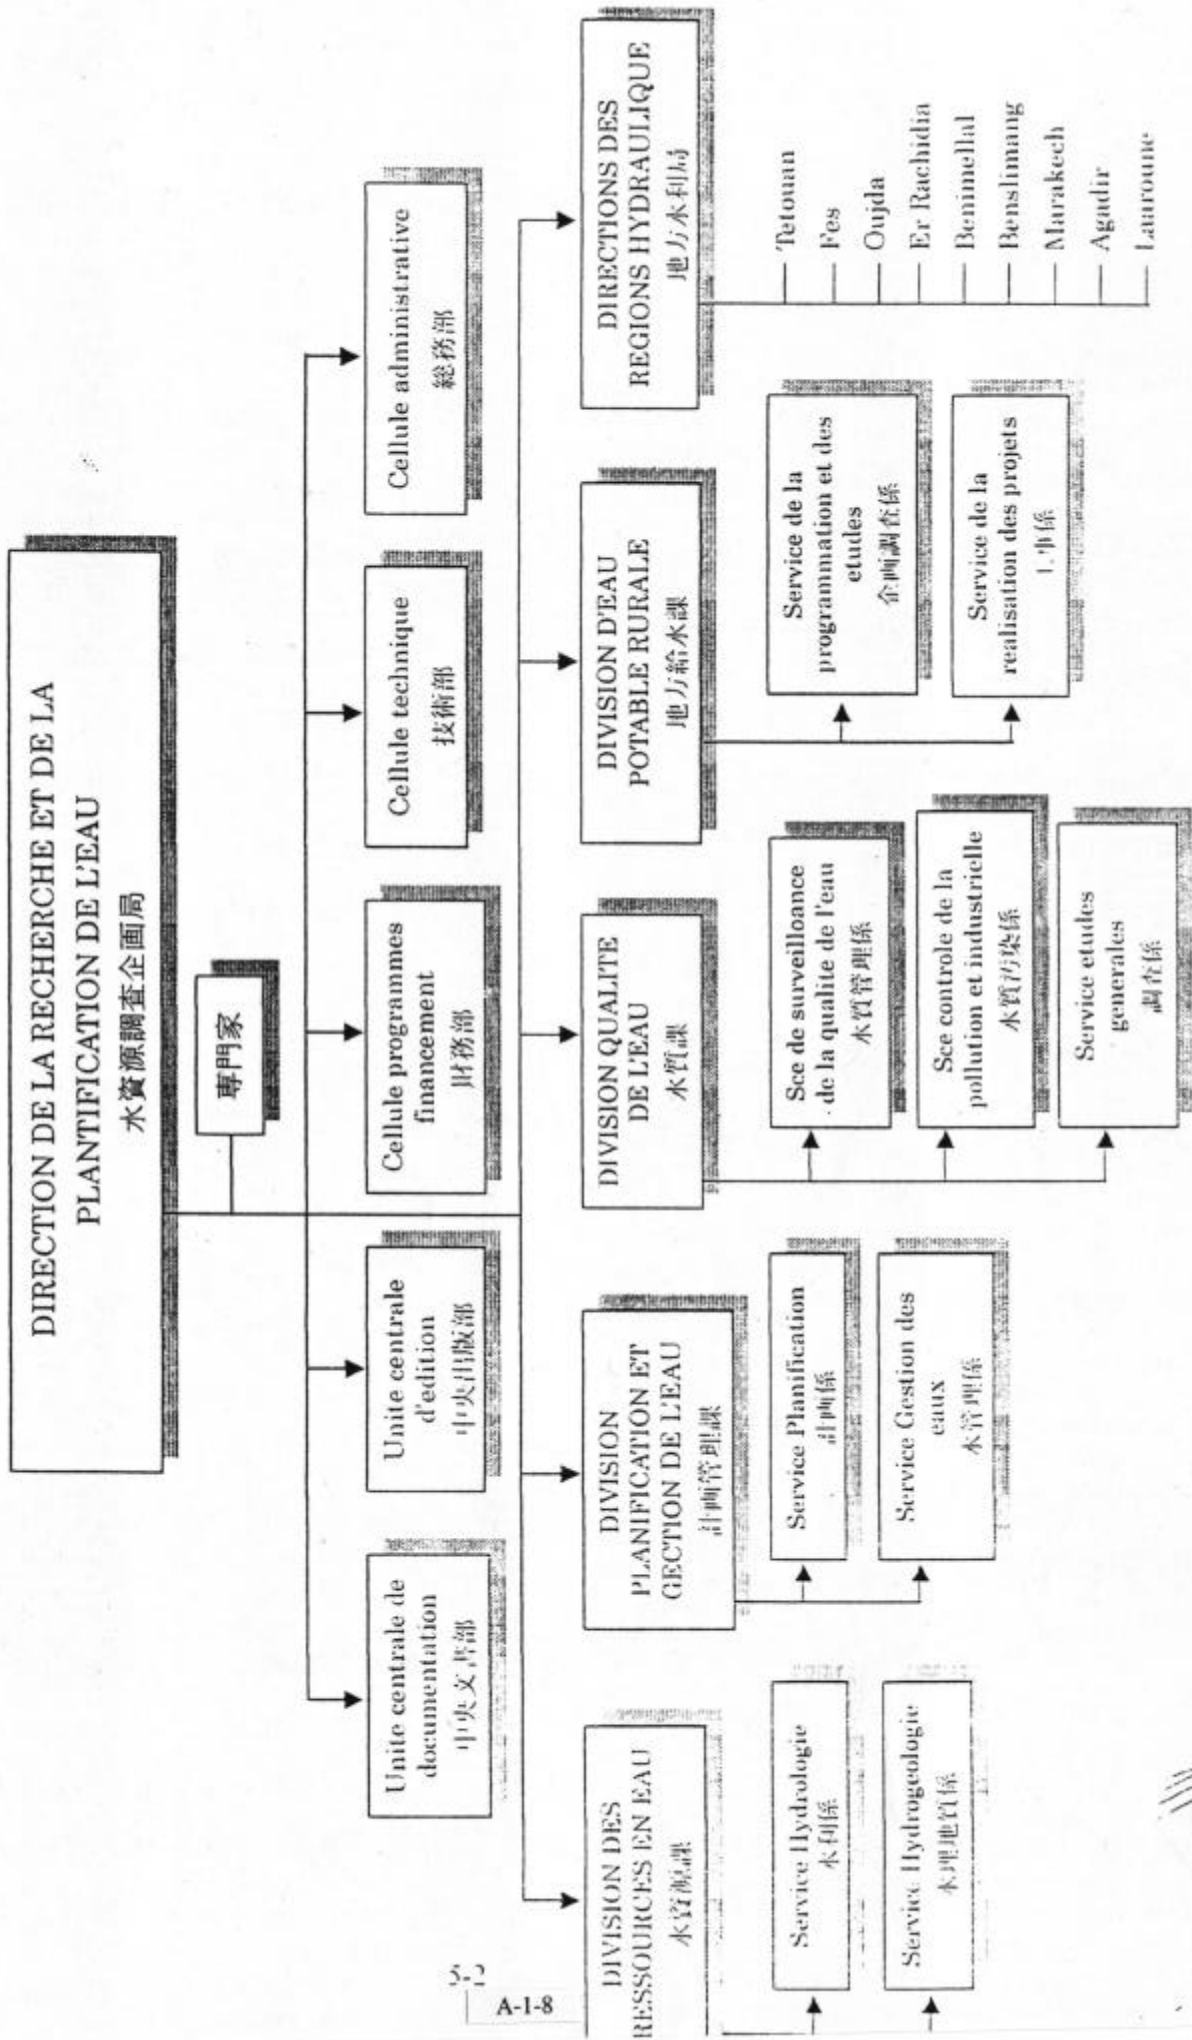 DIRECTION DE LA RECHERCHE ET DE LA
PLANTIFICATION DE L'EAU
水資源調査企画局
専門家
Unite centrale de
documentation
中央文書部
Unite centrale
d'edition
中央出版部
Cellule programmes
financement
財務部
Cellule technique
技術部
Cellule administrative
総務部
DIVISION DES
RESSOURCES EN EAU
水資源課
DIVISION
PLANIFICATION ET
GECTION DE L'EAU
計画管理課
DIVISION QUALITE
DE L'EAU
水質課
DIVISION D'EAU
POTABLE RURALE
地方給水課
DIRECTIONS DES
REGIONS HYDRAULIQUE
地方水利局
Service Hydrologie
水利係
Service Hydrogeologie
水理地質係
Service Planification
計画係
Service Gestion des
eaux
水管理係
Sce de surveilloance
de la qualite de l'eau
水質管理係
Sce controle de la
pollution et industrielle
水質汚染係
Service etudes
generales
調査係
Service de la
programmation et des
etudes
企画調査係
Service de la
realisation des projets
工事係
Tetouan
Fes
Oujda
Er Rachidia
Benimellal
Benslimang
Marakech
Agadir
Laaroune
5-2
A-1-8